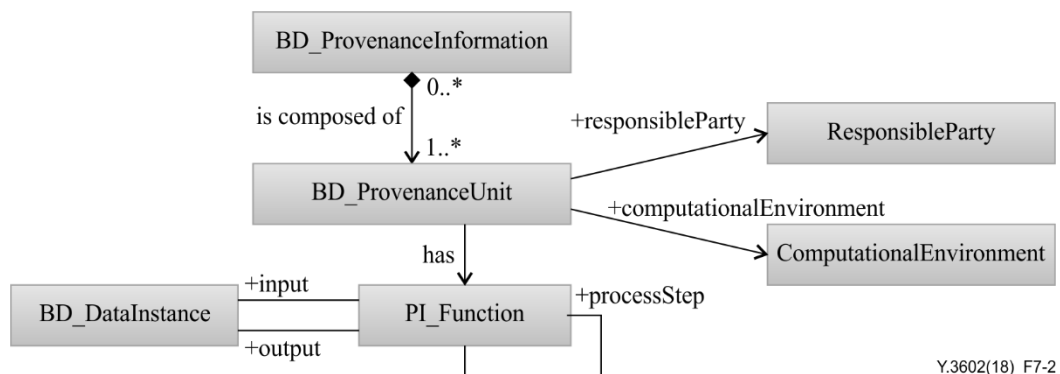 BD_ProvenanceInformation
0..*
is composed of
1..*
+responsibleParty
ResponsibleParty
BD_ProvenanceUnit
+computationalEnvironment
ComputationalEnvironment
has
+input
+processStep
BD_DataInstance
PI_Function
+output
Y.3602(18)_F7-2